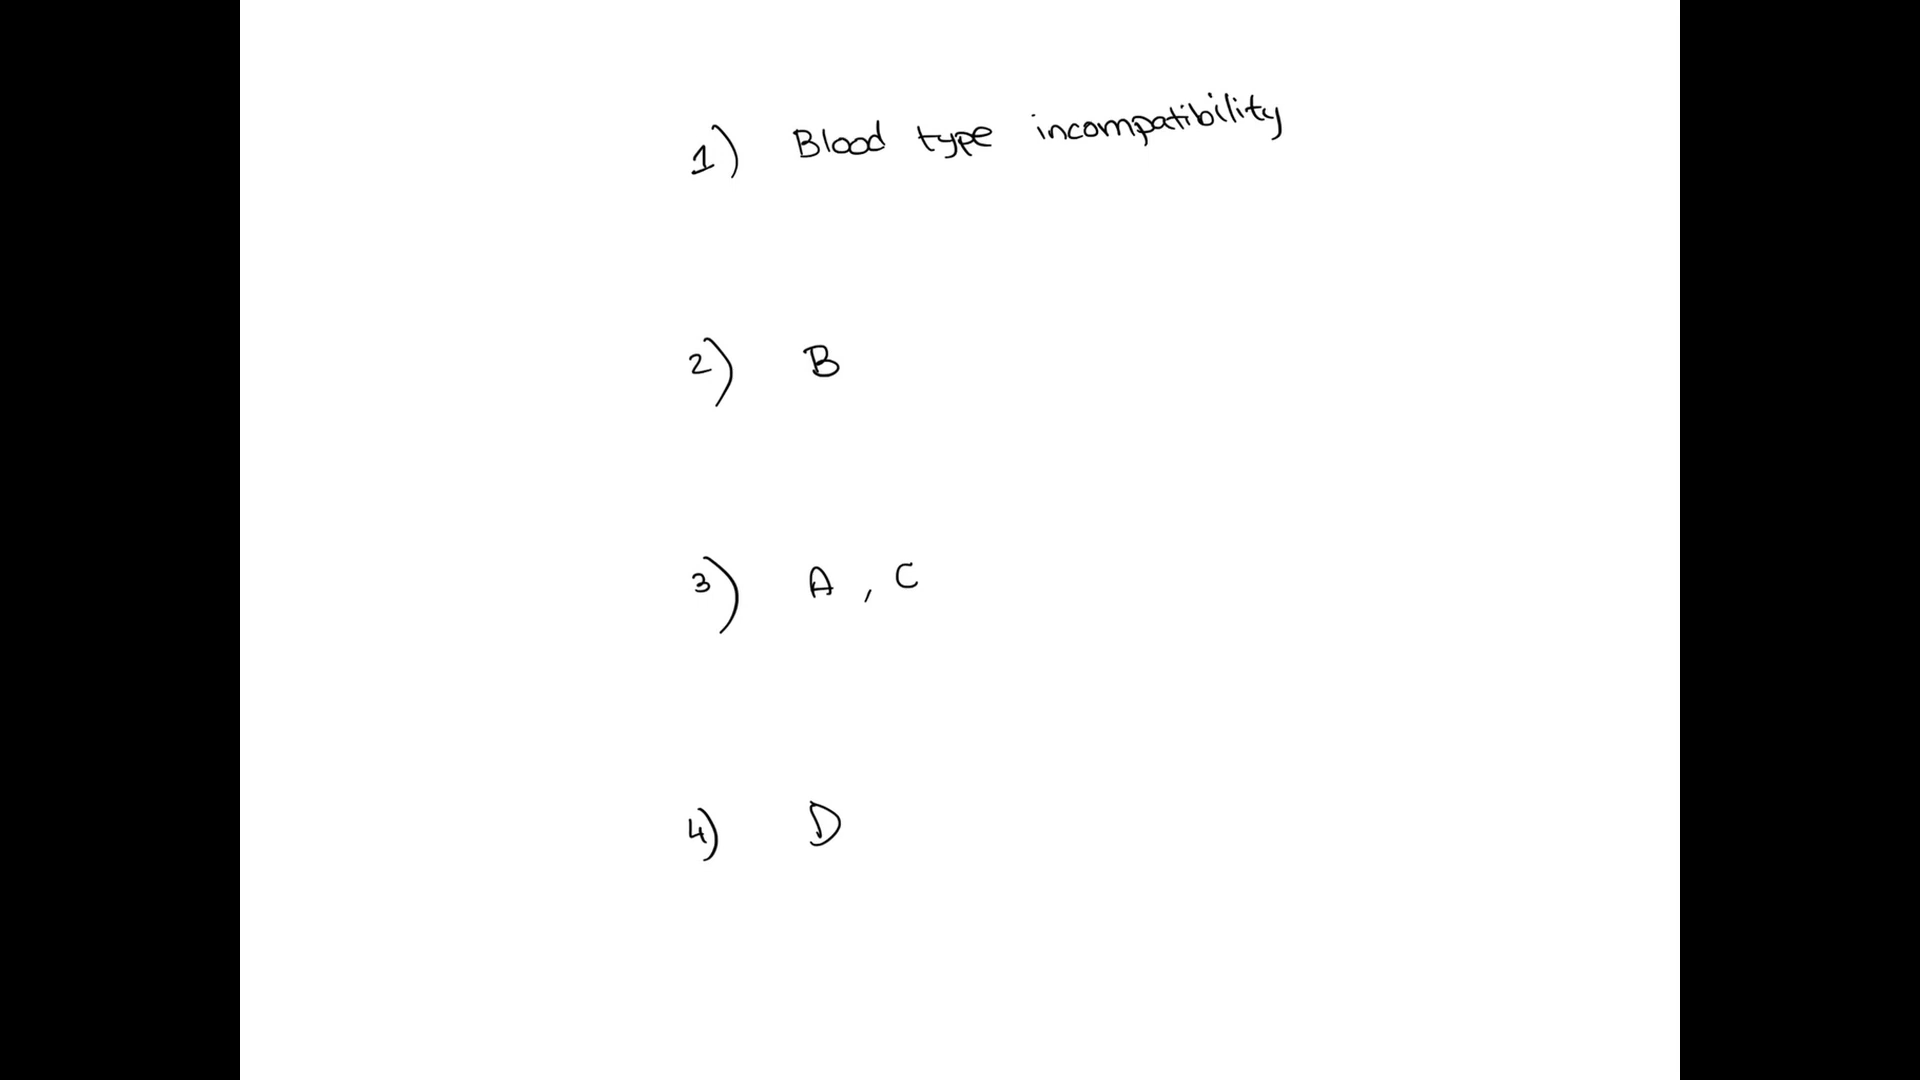 1) Blood type incompatibility
2) B
3) A, C
4) D